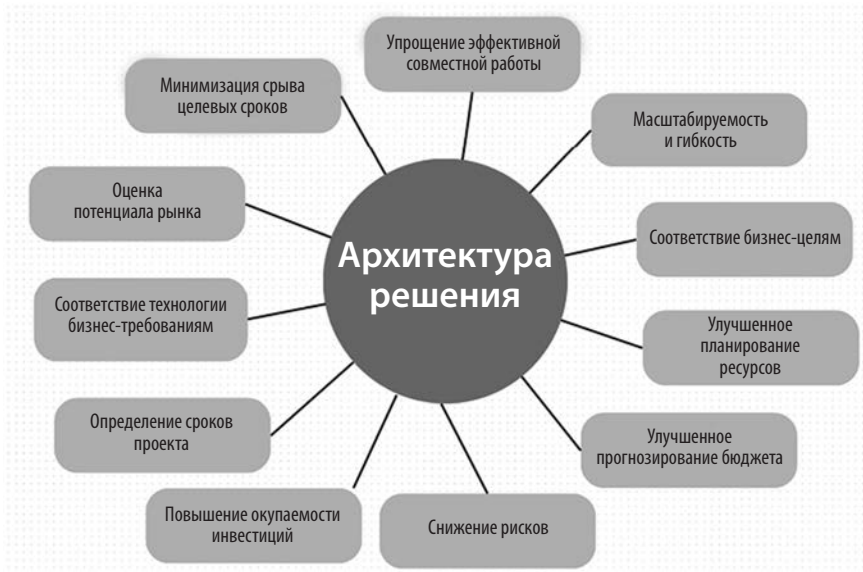 Упрощение эффективной
совместной работы
Минимизация срыва
целевых сроков
Масштабируемость
и гибкость
Оценка
потенциала рынка
Соответствие бизнес-целям
Архитектура
решения
Соответствие технологии
бизнес-требованиям
Улучшенное
планирование
ресурсов
Определение сроков
проекта
Улучшенное
прогнозирование бюджета
Повышение окупаемости
инвестиций
Снижение рисков